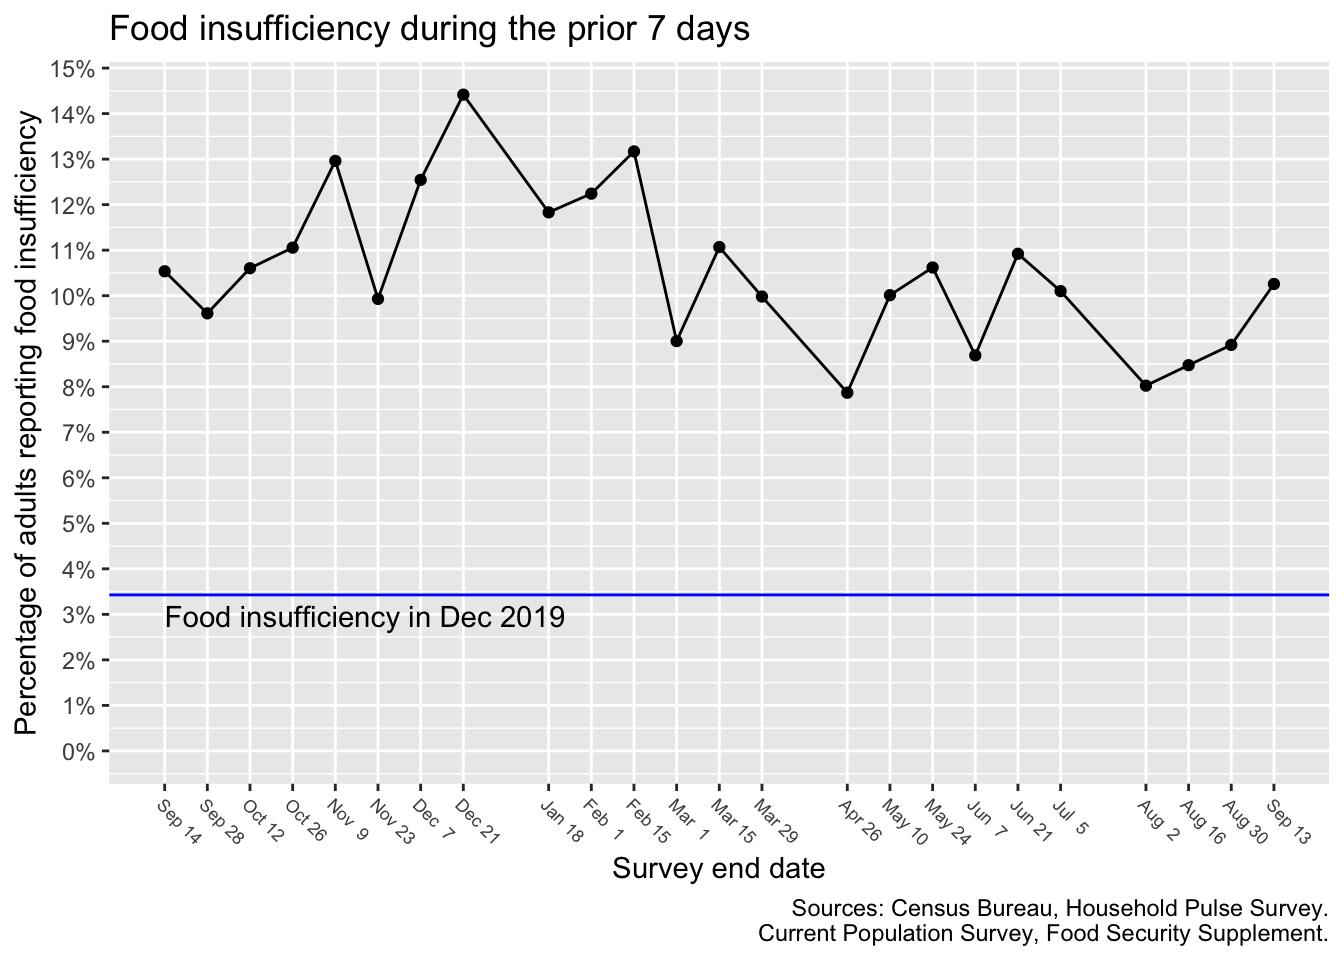 Food insufficiency during the prior 7 days
Percentage of adults reporting food insufficiency
15%
14%
13%
12%
11%
10%
9%
8%
7%
6%
5%
4%
3%
2%
1%
0%
Food insufficiency in Dec 2019
Sep 14
Sep 28
Oct 12
Oct 26
Nov 9
Nov 23
Dec 7
Dec 21
Jan 18
Feb 1
Feb 15
Mar 1
Mar 15
Mar 29
Apr 26
May 10
May 24
Jun 7
Jun 21
Jul 5
Aug 2
Aug 16
Aug 30
Sep 13
Survey end date
Sources: Census Bureau, Household Pulse Survey.
Current Population Survey, Food Security Supplement.